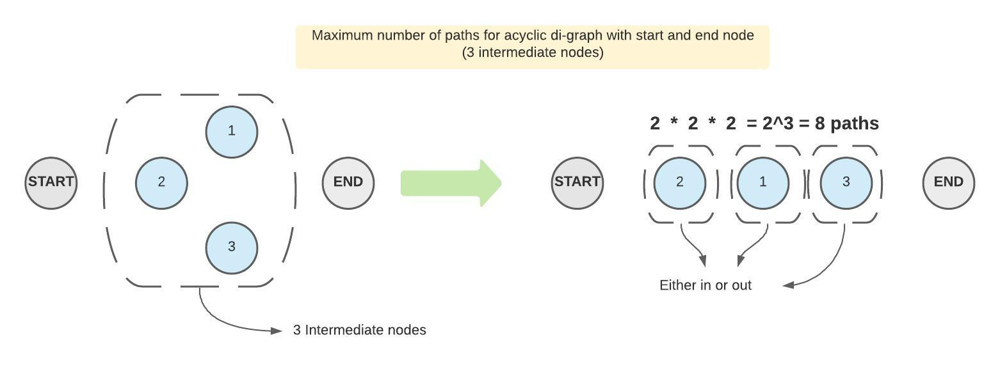 Maximum number of paths for acyclic di-graph with start and end node
(3 intermediate nodes)
2 * 2 * 2 = 2^3 = 8 paths
1
START
2
END
START
2
1
3
END
3
Either in or out
3 Intermediate nodes